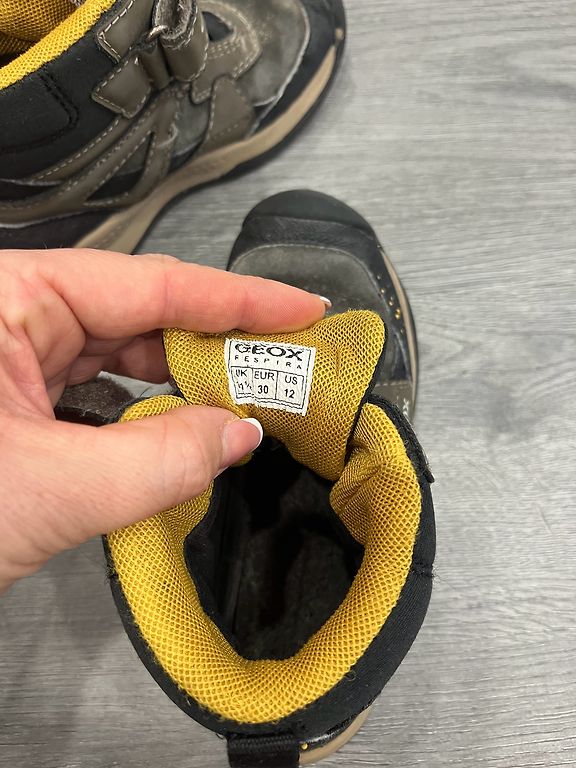 GEOX
RESPIRA
UK EUR US
11½ 30 12